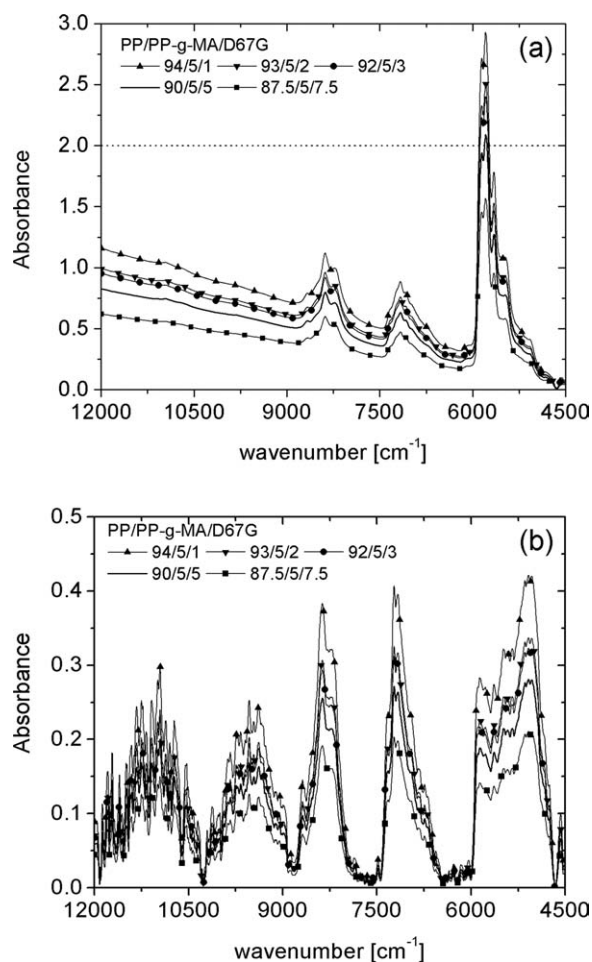 (a)
PP/PP-g-MA/D67G
94/5/1 93/5/2 92/5/3
90/5/5 87.5/5/7.5
3.0
2.5
2.0
1.5
1.0
0.5
0.0
Absorbance
12000 10500 9000 7500 6000 4500
wavenumber [cm⁻¹]
(b)
PP/PP-g-MA/D67G
94/5/1 93/5/2 92/5/3
90/5/5 87.5/5/7.5
0.5
0.4
0.3
0.2
0.1
0.0
Absorbance
12000 10500 9000 7500 6000 4500
wavenumber [cm⁻¹]